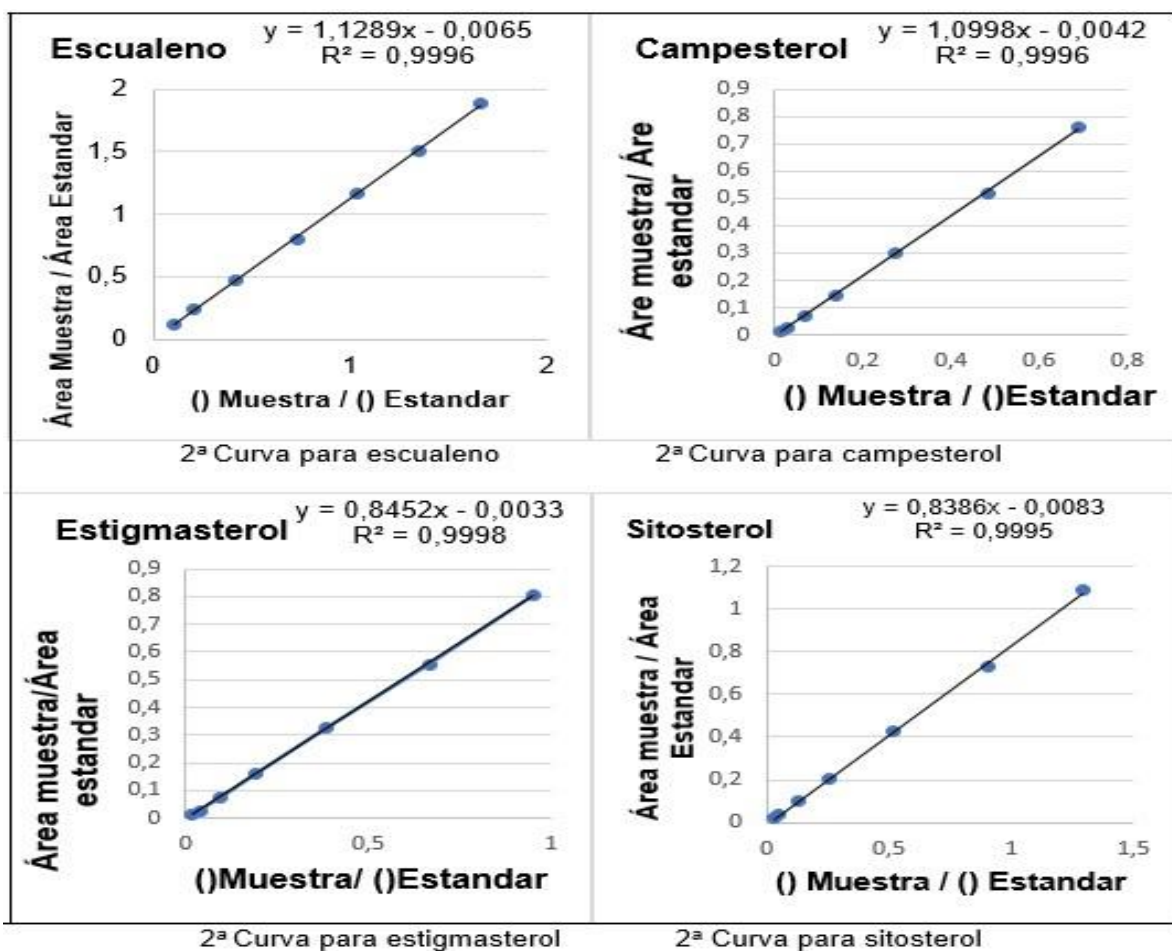 Escualeno
y = 1,1289x - 0,0065
R² = 0,9996
Área Muestra / Área Estandar
2
1,5
1
0,5
0
0
1
2
() Muestra / () Estandar
2ª Curva para escualeno
Campesterol
y = 1,0998x - 0,0042
R² = 0,9996
Áre muestra/ Áre
estandar
0,9
0,8
0,7
0,6
0,5
0,4
0,3
0,2
0,1
0
0,2
0,4
0,6
0,8
() Muestra / ()Estandar
2ª Curva para campesterol
Estigmasterol
y = 0,8452x - 0,0033
R² = 0,9998
Área muestra/Área
estandar
0,9
0,8
0,7
0,6
0,5
0,4
0,3
0,2
0,1
0
0
0,5
1
()Muestra/ ()Estandar
2ª Curva para estigmasterol
Sitosterol
y = 0,8386x - 0,0083
R² = 0,9995
Área muestra / Área
Estandar
1,2
1
0,8
0,6
0,4
0,2
0
0
0,5
1
1,5
() Muestra / () Estandar
2ª Curva para sitosterol